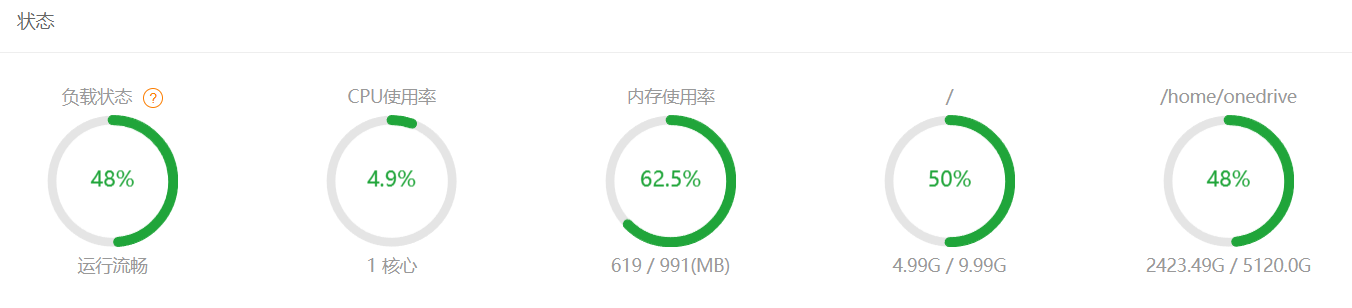 状态
负载状态 ?
CPU使用率
内存使用率
/
/home/onedrive
48%
4.9%
62.5%
50%
48%
运行流畅
1 核心
619 / 991(MB)
4.99G / 9.99G
2423.49G / 5120.0G